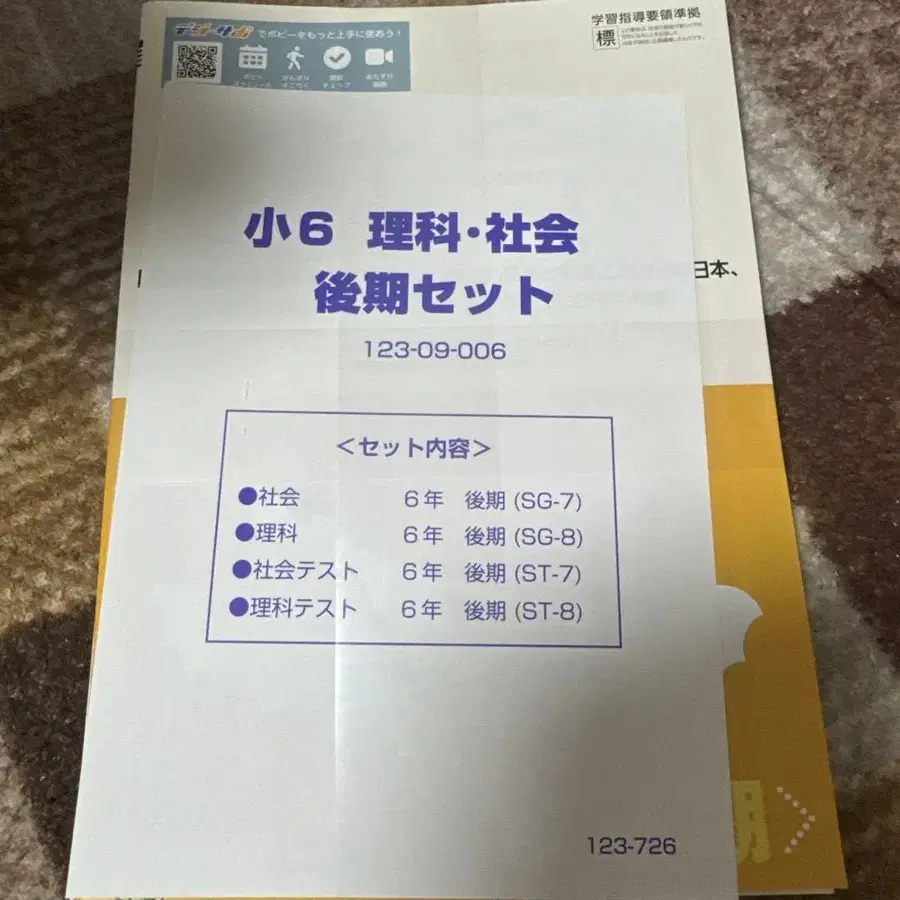 デジサポでポピーをもっと上手に使おう!
学習指導要領準拠
標
日本、
小6 理科・社会
後期セット
123-09-006
<セット内容>
●社会 6年 後期 (SG-7)
●理科 6年 後期 (SG-8)
●社会テスト 6年 後期 (ST-7)
●理科テスト 6年 後期 (ST-8)
123-726